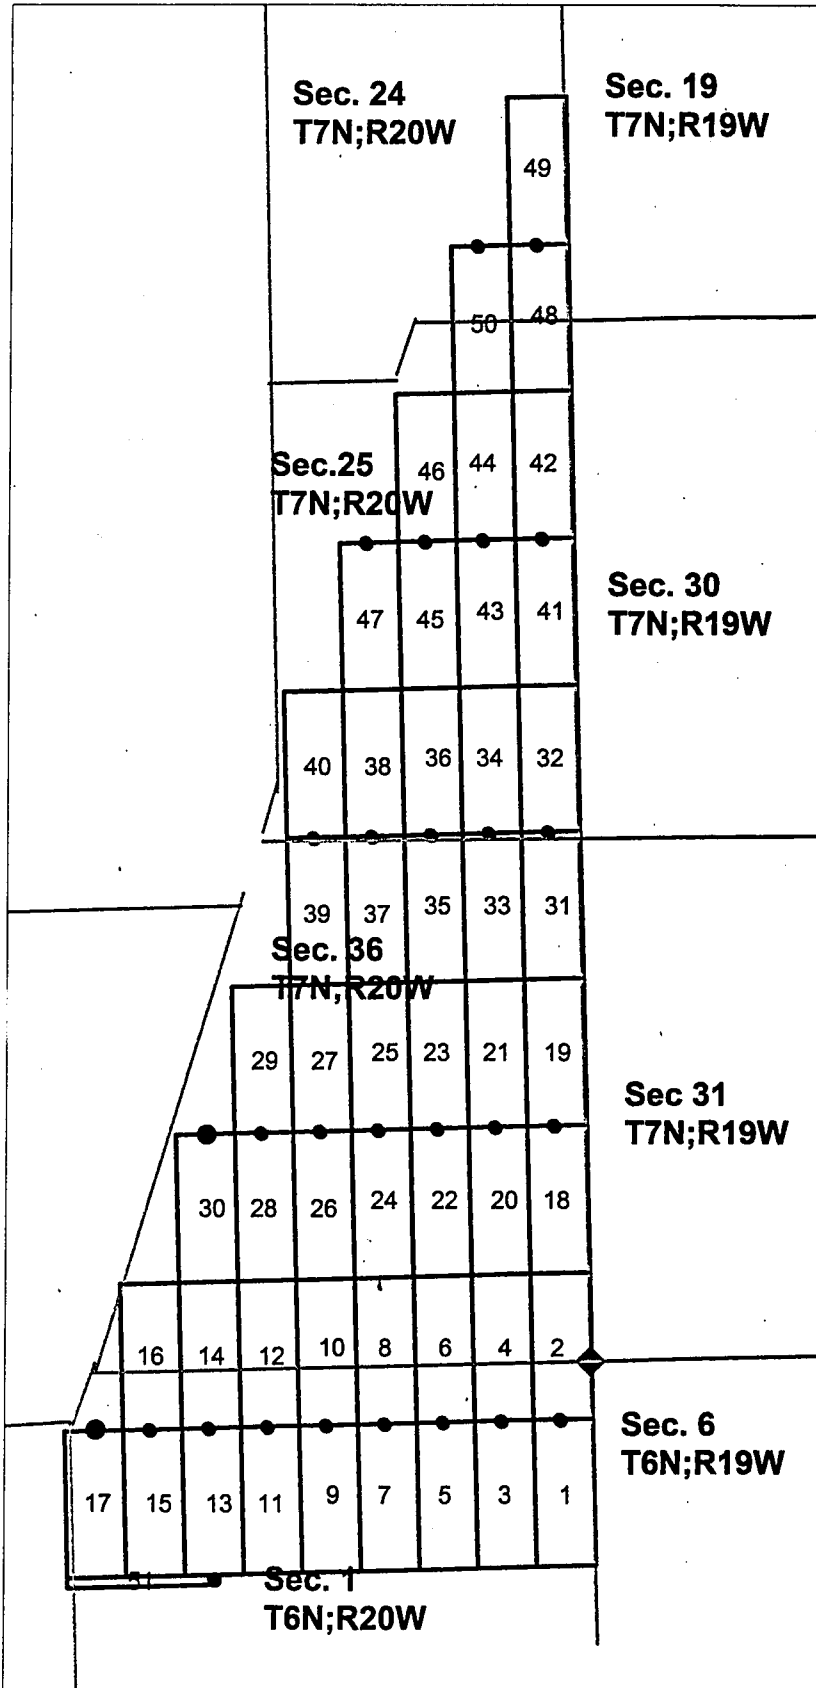 Sec. 24
T7N;R20W
Sec. 19
T7N;R19W
49
50 48
Sec.25
T7N;R20W
46 44 42
Sec. 30
T7N;R19W
47 45 43 41
40 38 36 34 32
39 37 35 33 31
Sec. 36
T7N;R20W
29 27 25 23 21 19
Sec 31
T7N;R19W
30 28 26 24 22 20 18
16 14 12 10 8 6 4 2
Sec. 6
T6N;R19W
17 15 13 11 9 7 5 3 1
51
Sec. 1
T6N;R20W